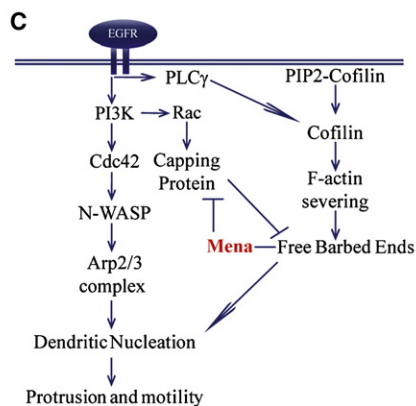 C
EGFR
PLCγ
PIP2-Cofilin
PI3K
Rac
Cofilin
Cdc42
Capping
Protein
F-actin
severing
N-WASP
Mena
Free Barbed Ends
Arp2/3
complex
Dendritic Nucleation
Protrusion and motility